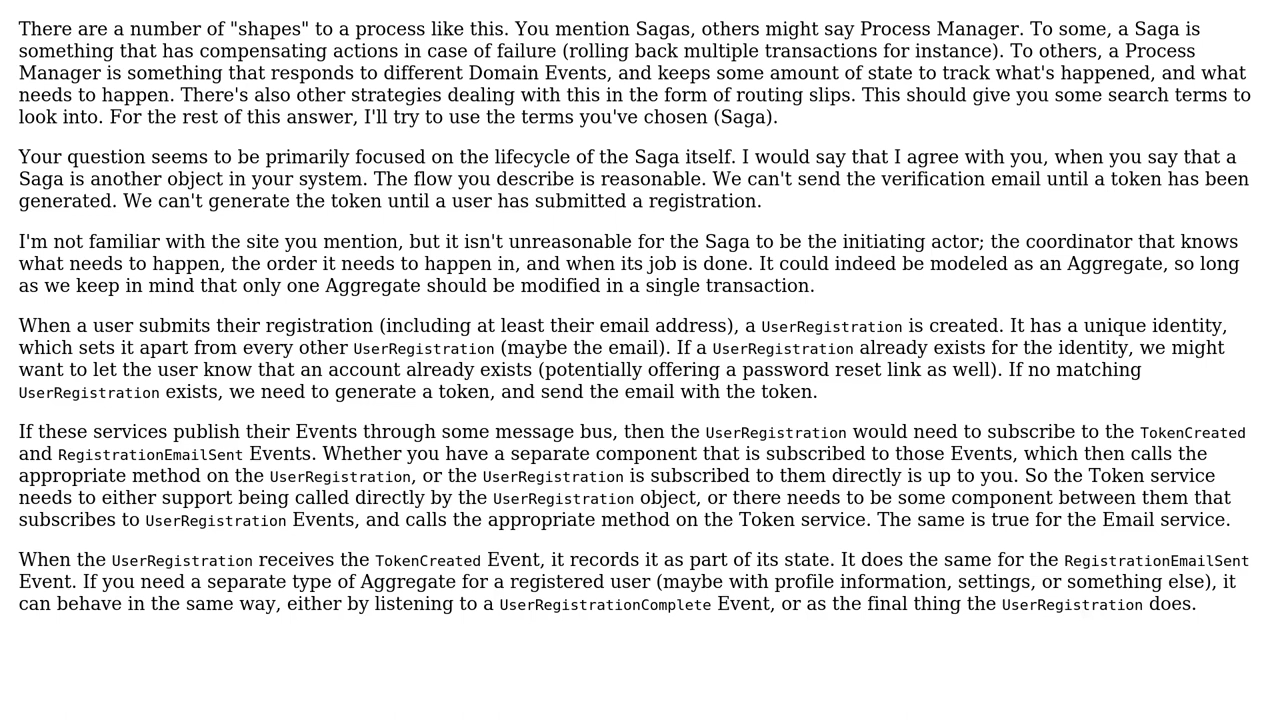 There are a number of "shapes" to a process like this. You mention Sagas, others might say Process Manager. To some, a Saga is
something that has compensating actions in case of failure (rolling back multiple transactions for instance). To others, a Process
Manager is something that responds to different Domain Events, and keeps some amount of state to track what's happened, and what
needs to happen. There's also other strategies dealing with this in the form of routing slips. This should give you some search terms to
look into. For the rest of this answer, I'll try to use the terms you've chosen (Saga).
Your question seems to be primarily focused on the lifecycle of the Saga itself. I would say that I agree with you, when you say that a
Saga is another object in your system. The flow you describe is reasonable. We can't send the verification email until a token has been
generated. We can't generate the token until a user has submitted a registration.
I'm not familiar with the site you mention, but it isn't unreasonable for the Saga to be the initiating actor; the coordinator that knows
what needs to happen, the order it needs to happen in, and when its job is done. It could indeed be modeled as an Aggregate, so long
as we keep in mind that only one Aggregate should be modified in a single transaction.
When a user submits their registration (including at least their email address), a UserRegistration is created. It has a unique identity,
which sets it apart from every other UserRegistration (maybe the email). If a UserRegistration already exists for the identity, we might
want to let the user know that an account already exists (potentially offering a password reset link as well). If no matching
UserRegistration exists, we need to generate a token, and send the email with the token.
If these services publish their Events through some message bus, then the UserRegistration would need to subscribe to the TokenCreated
and RegistrationEmailSent Events. Whether you have a separate component that is subscribed to those Events, which then calls the
appropriate method on the UserRegistration, or the UserRegistration is subscribed to them directly is up to you. So the Token service
needs to either support being called directly by the UserRegistration object, or there needs to be some component between them that
subscribes to UserRegistration Events, and calls the appropriate method on the Token service. The same is true for the Email service.
When the UserRegistration receives the TokenCreated Event, it records it as part of its state. It does the same for the RegistrationEmailSent
Event. If you need a separate type of Aggregate for a registered user (maybe with profile information, settings, or something else), it
can behave in the same way, either by listening to a UserRegistrationComplete Event, or as the final thing the UserRegistration does.